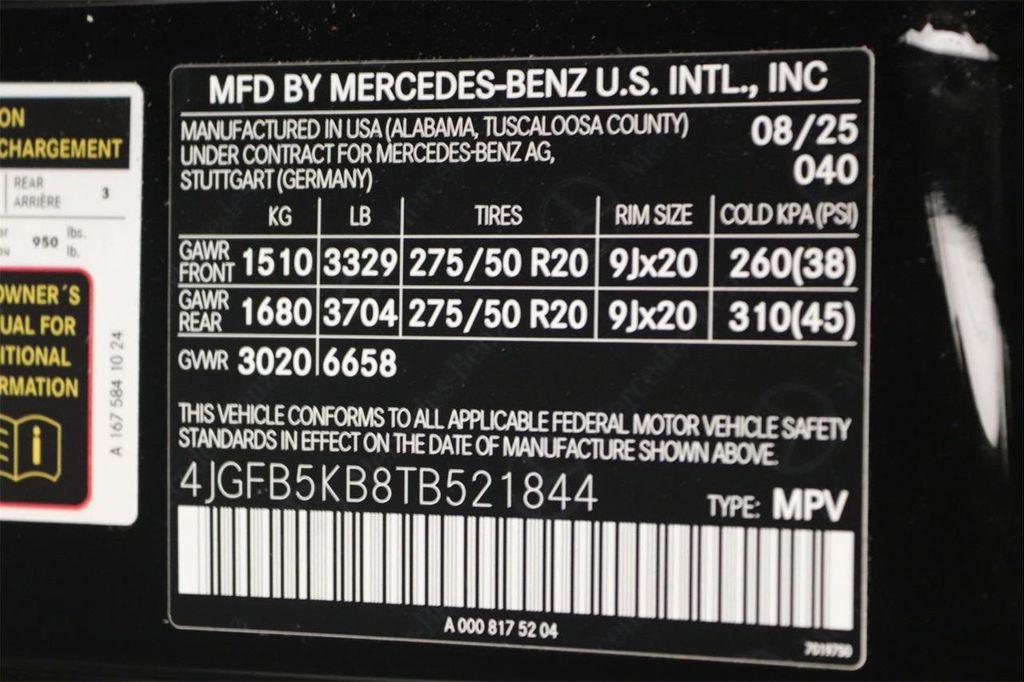 ON
CHARGEMENT
REAR
ARRIÈRE 3
950 lbs.
lb.
OWNER´S
UAL FOR
ITIONAL
RMATION
A 167 584 10 24
MFD BY MERCEDES-BENZ U.S. INTL., INC
MANUFACTURED IN USA (ALABAMA, TUSCALOOSA COUNTY) 08/25
UNDER CONTRACT FOR MERCEDES-BENZ AG,
STUTTGART (GERMANY) 040
KG LB TIRES RIM SIZE COLD KPA (PSI)
GAWR FRONT 1510 3329 275/50 R20 9Jx20 260(38)
GAWR REAR 1680 3704 275/50 R20 9Jx20 310(45)
GVWR 3020 6658
THIS VEHICLE CONFORMS TO ALL APPLICABLE FEDERAL MOTOR VEHICLE SAFETY
STANDARDS IN EFFECT ON THE DATE OF MANUFACTURE SHOWN ABOVE.
4JGFB5KB8TB521844
TYPE: MPV
A 000 817 52 04
7019750